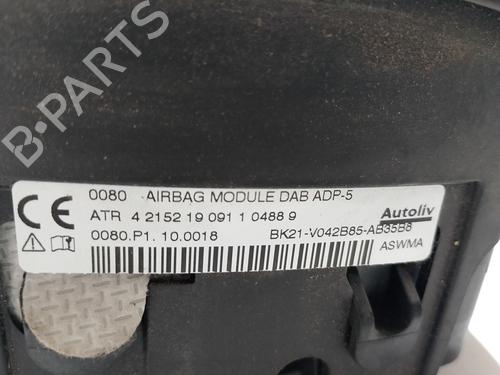 CE 0080 AIRBAG MODULE DAB ADP-5
ATR 4 2152 19 091 1 0488 9 Autoliv
0080.P1. 10.0018 BK21-V042B85-AB35B8
ASWMA
B-PARTS